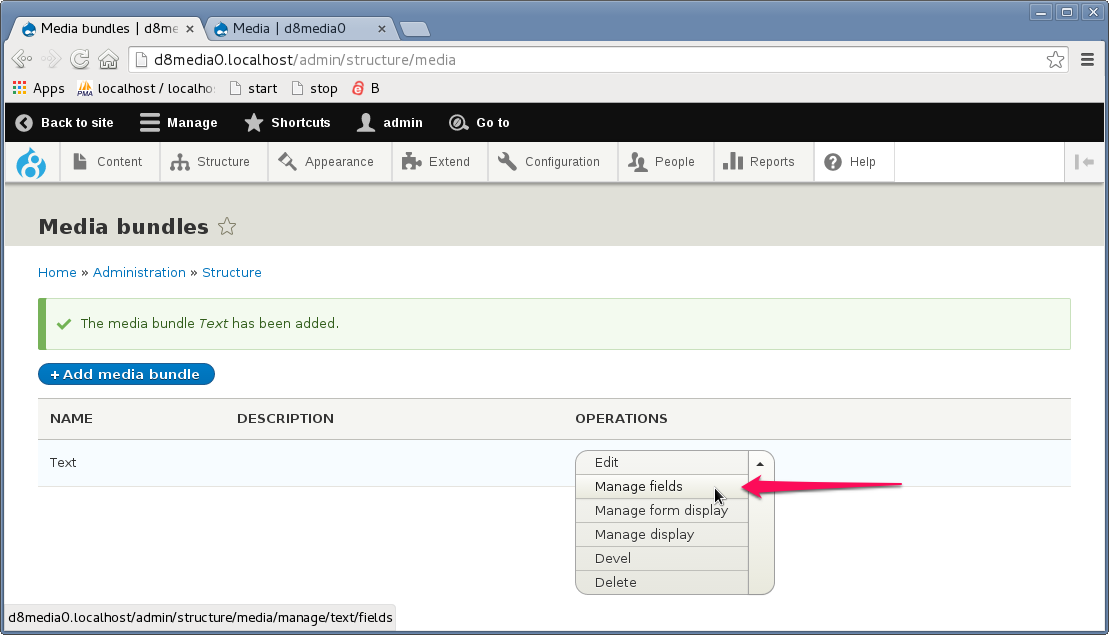 Media bundles | d8me
Media | d8media0
d8media0.localhost/admin/structure/media
Apps PMA localhost / localho start stop B
Back to site Manage Shortcuts admin Go to
Content Structure Appearance Extend Configuration People Reports Help
Media bundles
Home » Administration » Structure
The media bundle Text has been added.
+ Add media bundle
NAME DESCRIPTION OPERATIONS
Text Edit
Manage fields
Manage form display
Manage display
Devel
Delete
d8media0.localhost/admin/structure/media/manage/text/fields